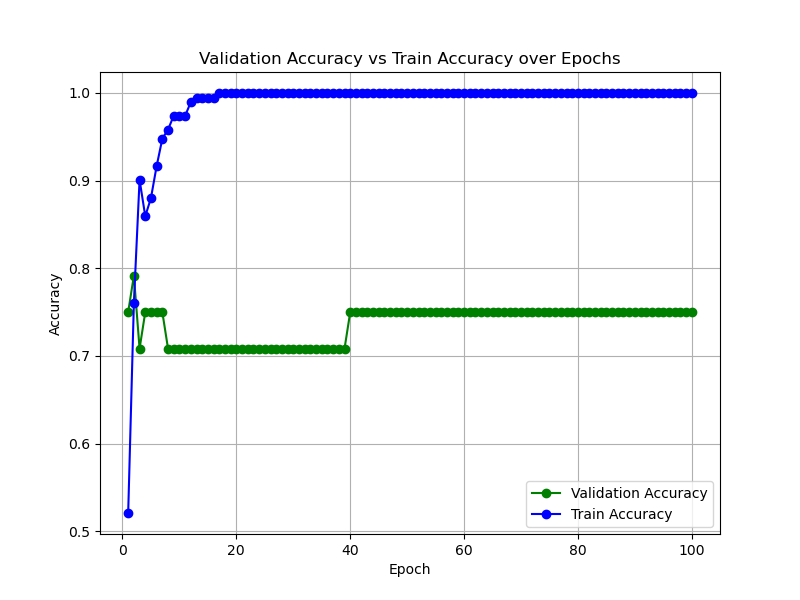 Validation Accuracy vs Train Accuracy over Epochs
1.0
0.9
0.8
0.7
0.6
0.5
Accuracy
0
20
40
60
80
100
Epoch
Validation Accuracy
Train Accuracy